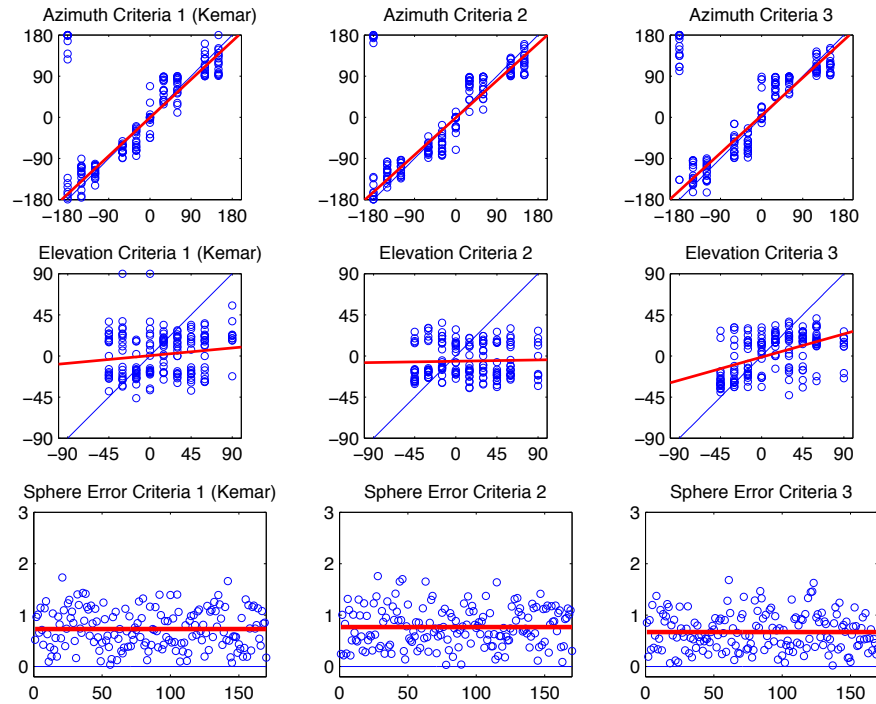 Azimuth Criteria 1 (Kemar)
Azimuth Criteria 2
Azimuth Criteria 3
180
90
0
−90
−180
−180 −90 0 90 180
180
90
0
−90
−180
−180 −90 0 90 180
180
90
0
−90
−180
−180 −90 0 90 180
Elevation Criteria 1 (Kemar)
Elevation Criteria 2
Elevation Criteria 3
90
45
0
−45
−90
−90 −45 0 45 90
90
45
0
−45
−90
−90 −45 0 45 90
90
45
0
−45
−90
−90 −45 0 45 90
Sphere Error Criteria 1 (Kemar)
Sphere Error Criteria 2
Sphere Error Criteria 3
3
2
1
0
0 50 100 150
3
2
1
0
0 50 100 150
3
2
1
0
0 50 100 150